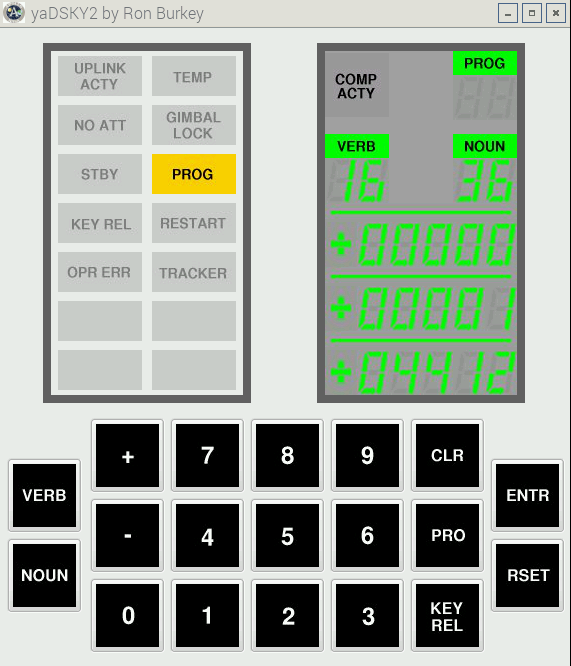 yaDSKY2 by Ron Burkey
UPLINK
ACTY
TEMP
NO ATT
GIMBAL
LOCK
STBY
PROG
KEY REL
RESTART
OPR ERR
TRACKER
COMP
ACTY
PROG
VERB
NOUN
16
36
+00000
+00001
+04412
VERB
NOUN
+
7
8
9
CLR
-
4
5
6
PRO
0
1
2
3
KEY
REL
ENTR
RSET